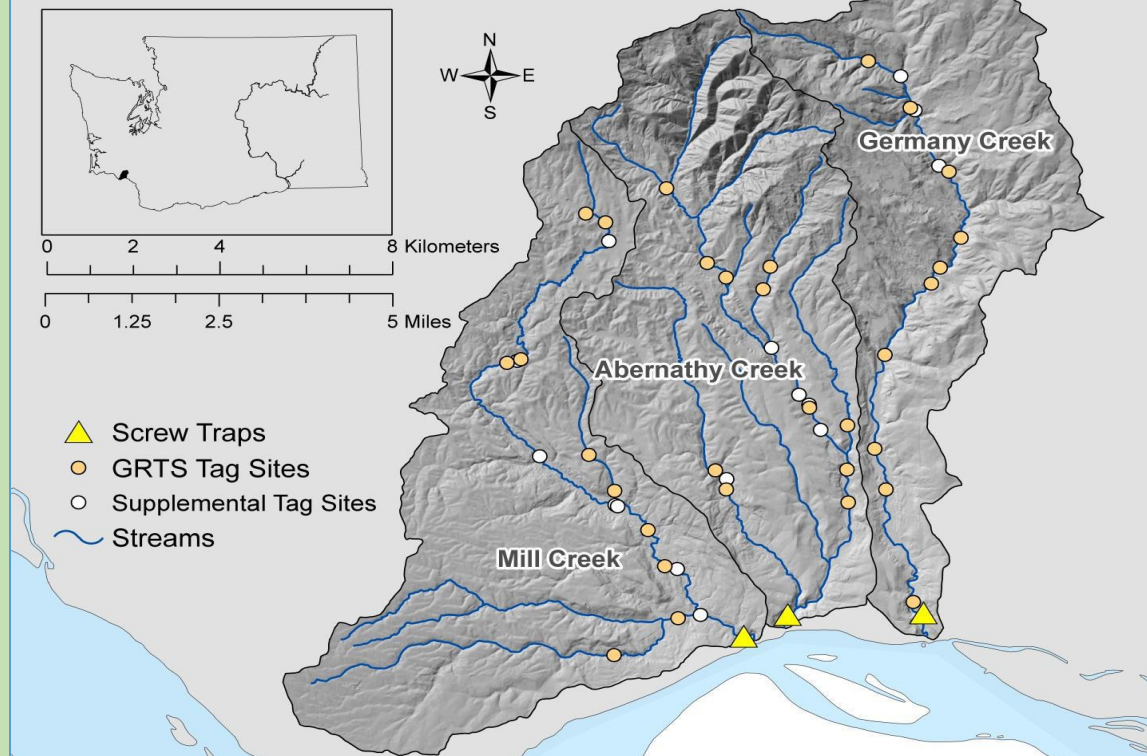 N
W E
S
0 2 4 8 Kilometers
0 1.25 2.5 5 Miles
Screw Traps
GRTS Tag Sites
Supplemental Tag Sites
Streams
Germany Creek
Abernathy Creek
Mill Creek